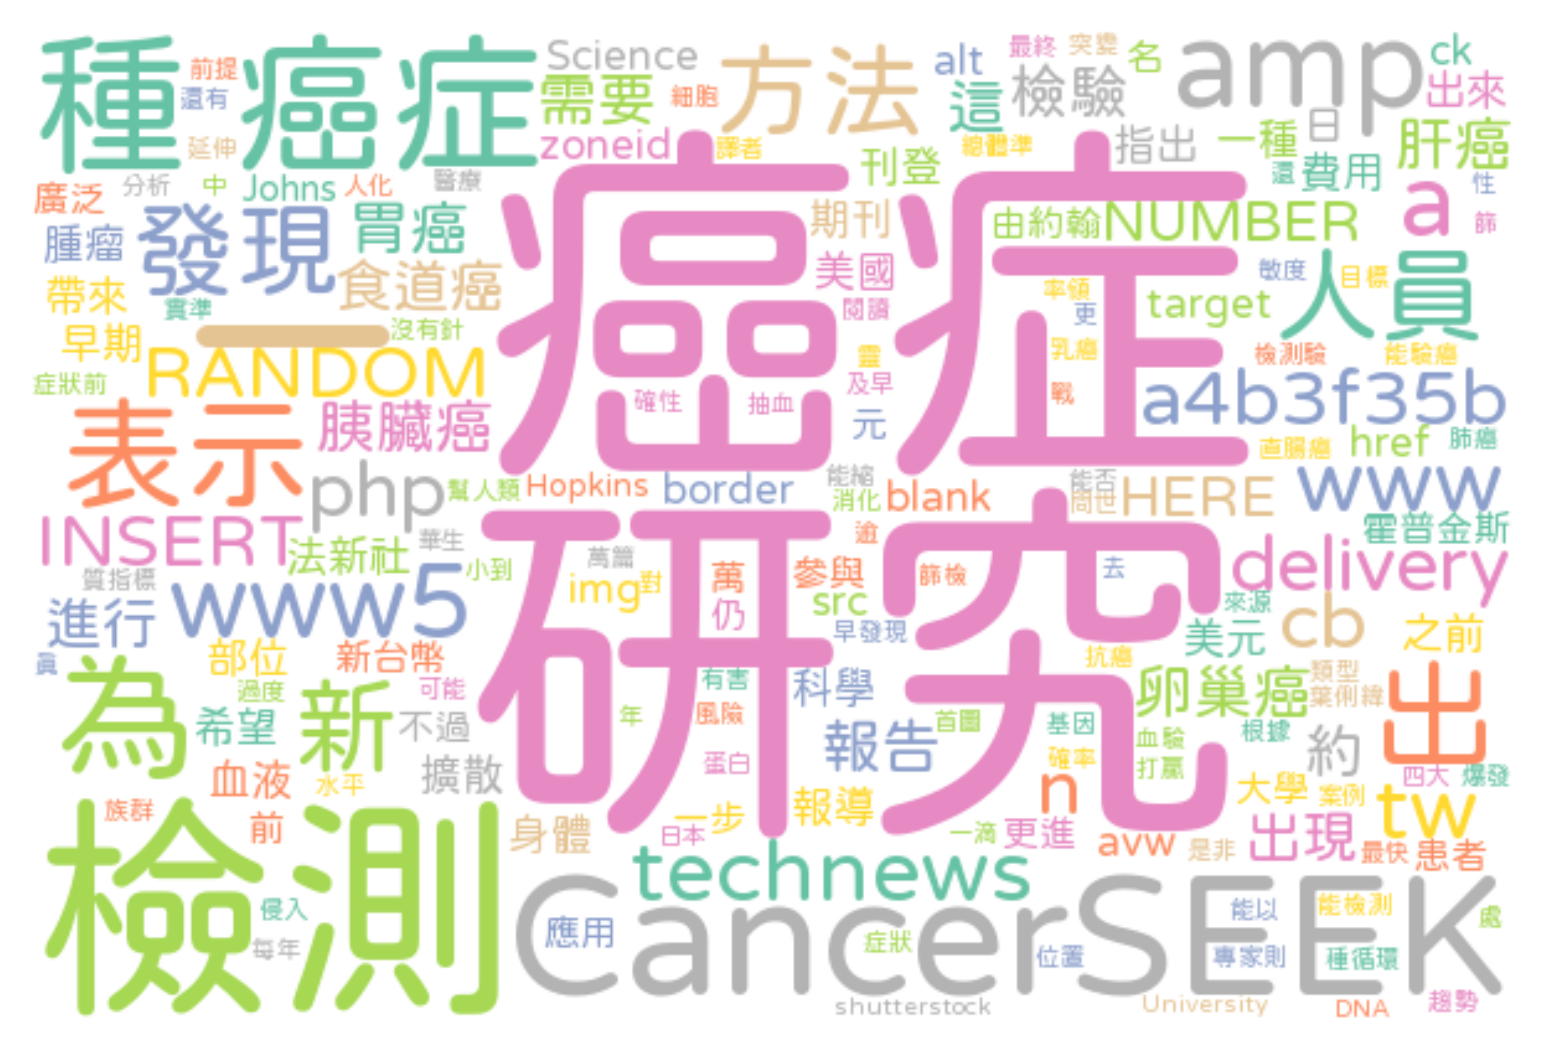 種 癌症 前提 還有 延伸 Science 需要 細胞 方法 alt 最終 突變 名 amp ck
這 檢驗 出來
zoneid 譯者 總體準 指出 一種 日 肝癌
廣泛 分析 中 Johns 人化 醫療 刊登 還 費用 a 性
腫瘤 發現 胃癌 癌症 期刊 由約翰 NUMBER 篩
帶來 實準 食道癌 美國 閱讀 率領 更 敏度 目標 人員
早期 一 沒有針 靈 乳癌 target 檢測驗 能驗癌
症狀前 RANDOM 確性 抽血 及早 戰 a4b3f35b
表示 胰臟癌 元 直腸癌 href 肺癌
php 幫人類 Hopkins border 能縮 消化 blank 能否 問世 HERE www
INSERT 法新社 華生 研究 逾 霍普金斯
質指標 小到 萬篇 img 對 萬 參與 篩檢 去 delivery
進行 www5 仍 src 早發現 來源 cb 之前
員 部位 新台幣 抗癌 美元
為 過度 新 可能 有害 科學 卵巢癌 類型 葉俐緯 出
希望 不過 年 風險 報告 首圖 基因 血驗 根據 約
血液 水平 擴散 蛋白 確率 打贏 四大 爆發
族群 前 一步 報導 n 大學 案例 tw
檢測 身體 日本 一滴 更進 avw 是非 出現 最快 患者
technews
侵入 應用 CancerSEEK 能以 能檢測 處
每年 症狀 位置 專家則 種循環
shutterstock University DNA 趨勢